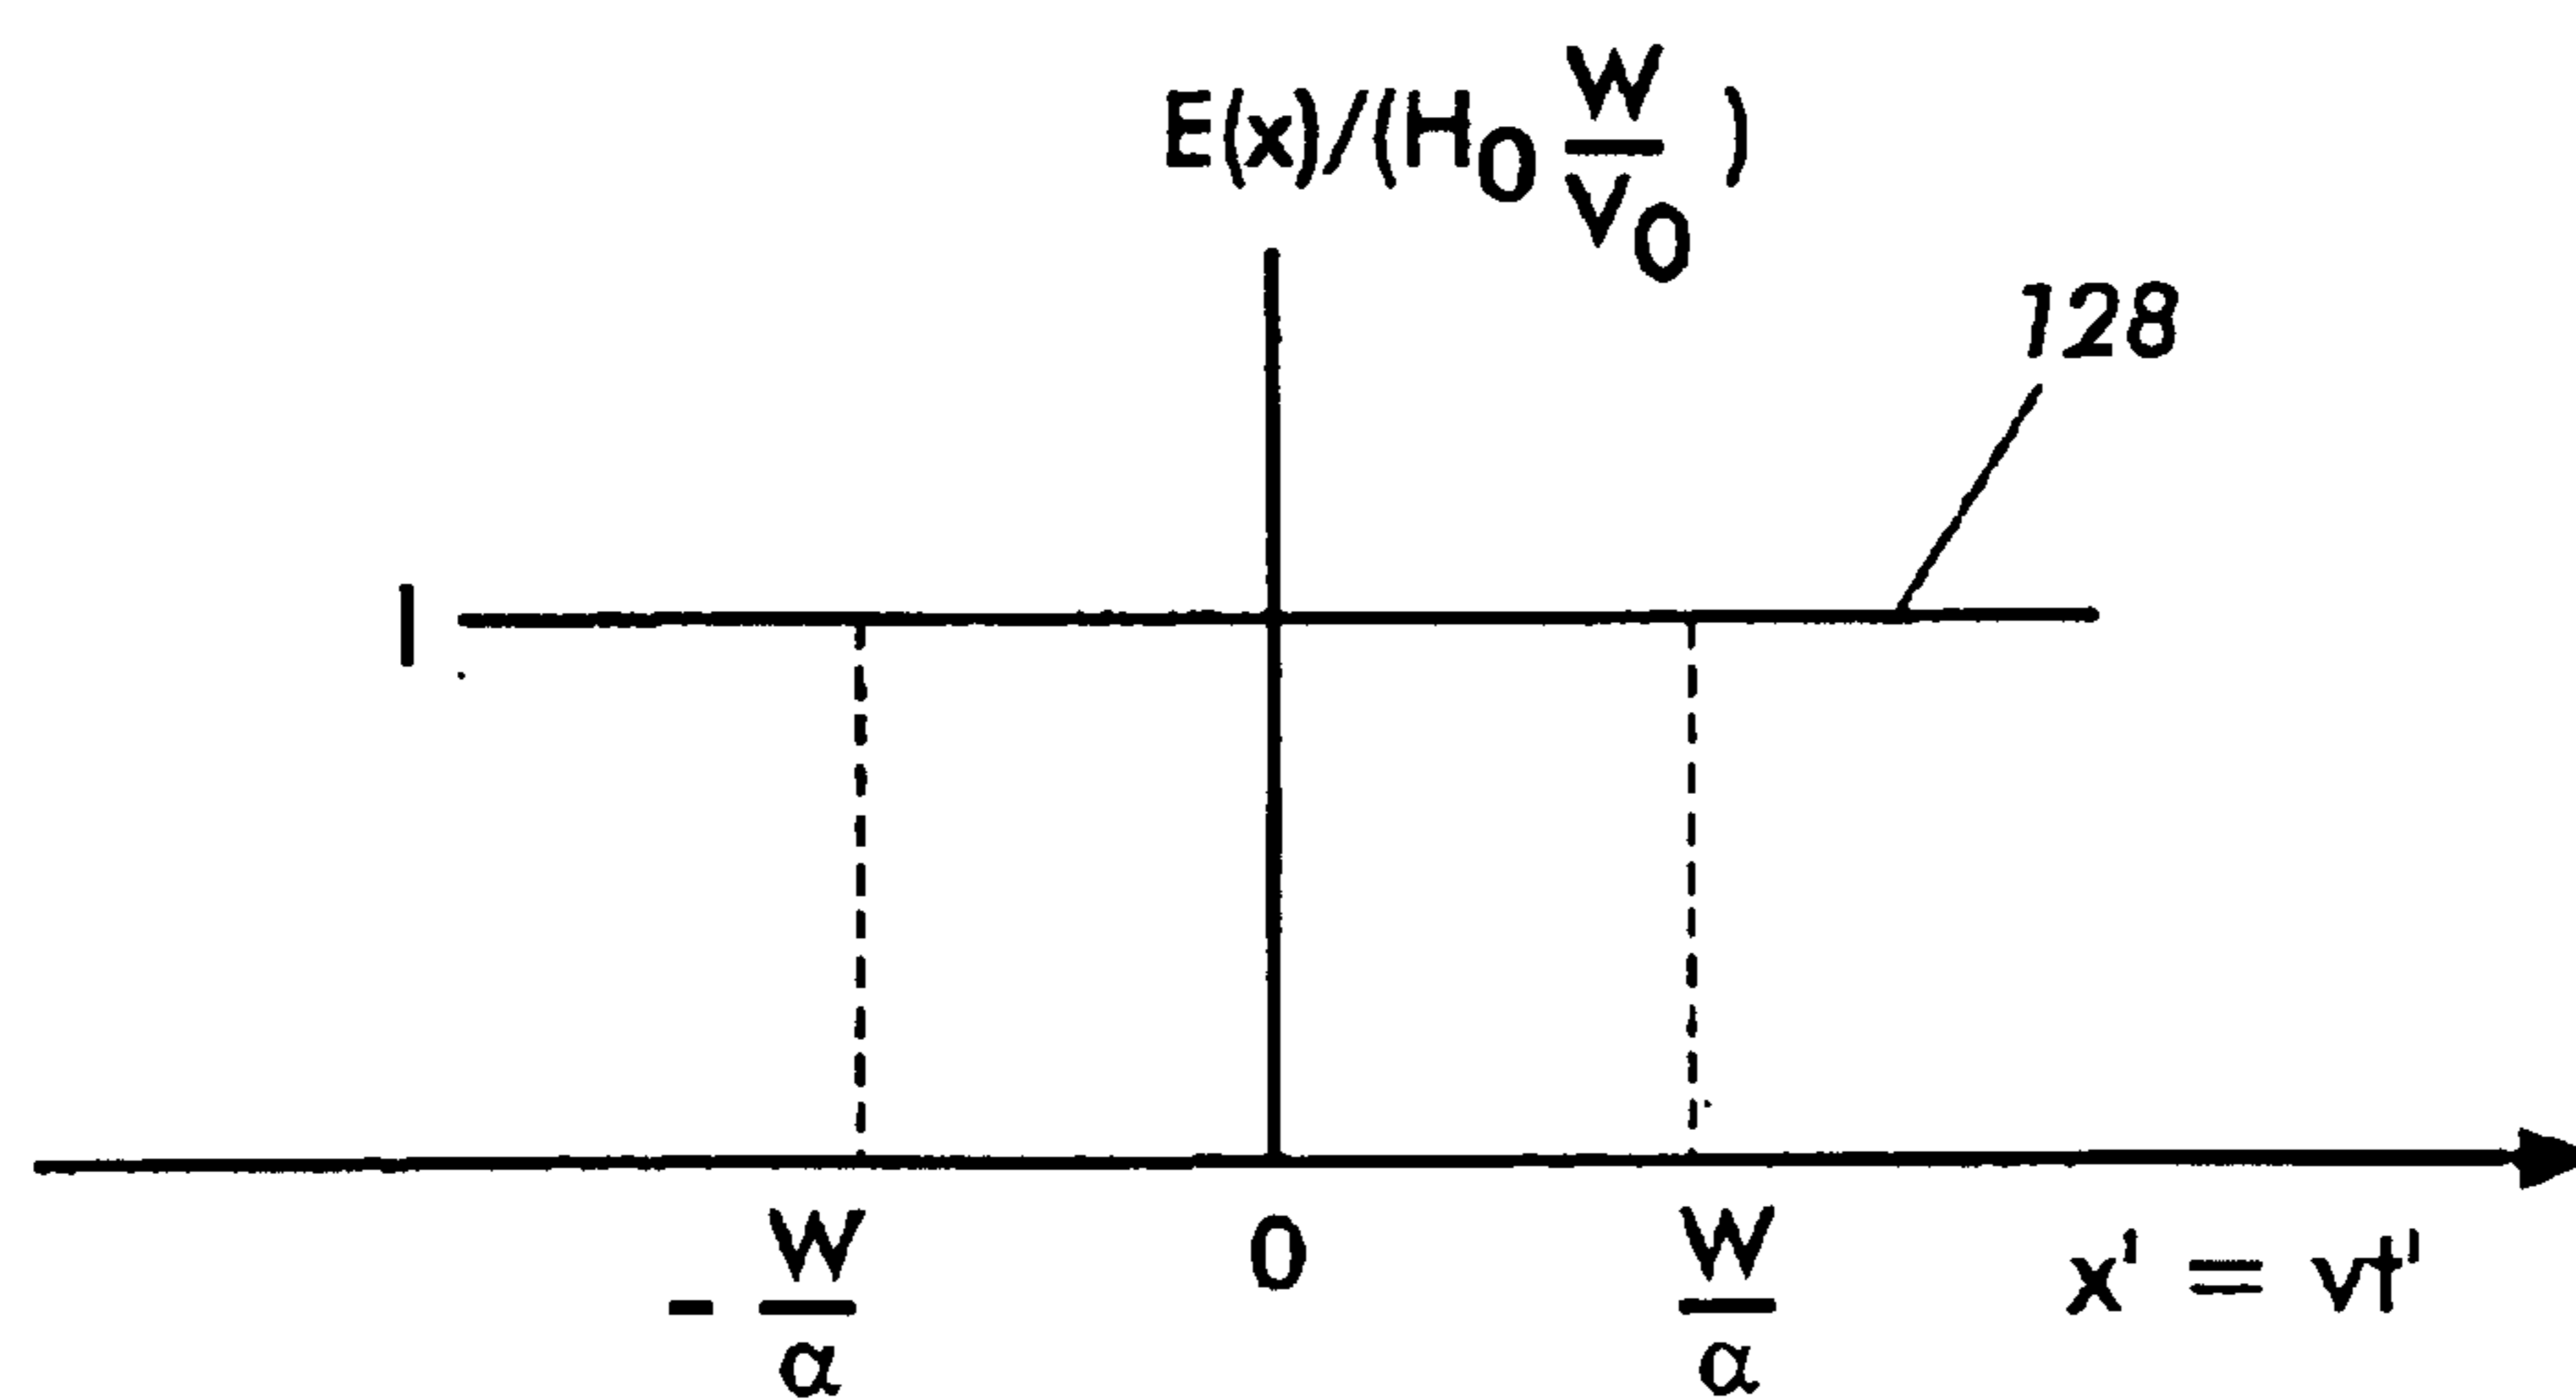 E(x)/(H₀ W/V₀ )
128
1
- W/α
0
W/α
x' = vt'